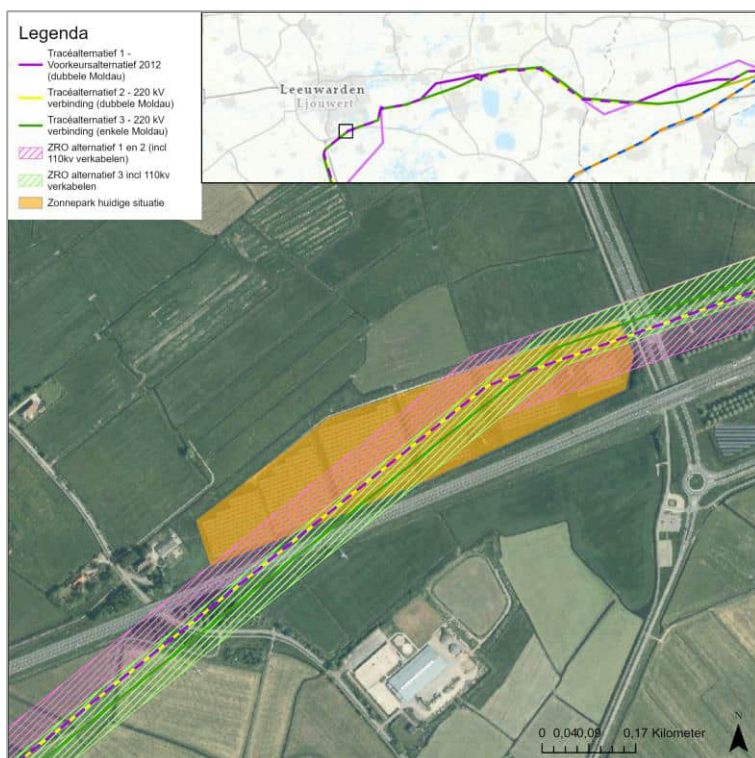 Legenda
Tracéalternatief 1 -
Voorkeursalternatief 2012
(dubbele Moldau)
Tracéalternatief 2 - 220 kV
verbinding (dubbele Moldau)
Tracéalternatief 3 - 220 kV
verbinding (enkele Moldau)
ZRO alternatief 1 en 2 (incl
110kv verkabelen)
ZRO alternatief 3 incl 110kv
verkabelen
Zonnepark huidige situatie
Leeuwarden
Ljouwert
N
0 0,040,09 0,17 Kilometer